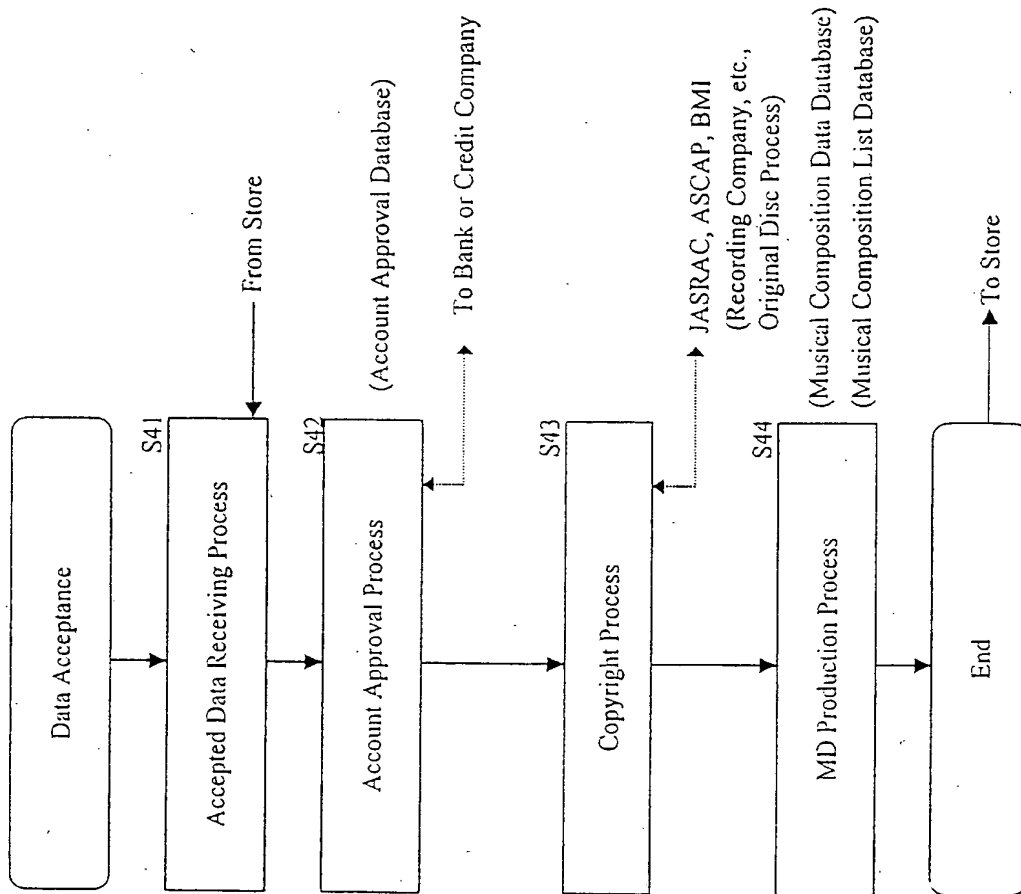 Data Acceptance
S41
Accepted Data Receiving Process
From Store
S42
Account Approval Process
(Account Approval Database)
To Bank or Credit Company
S43
Copyright Process
JASRAC, ASCAP, BMI
(Recording Company, etc.,
Original Disc Process)
S44
MD Production Process
(Musical Composition Data Database)
(Musical Composition List Database)
End
To Store